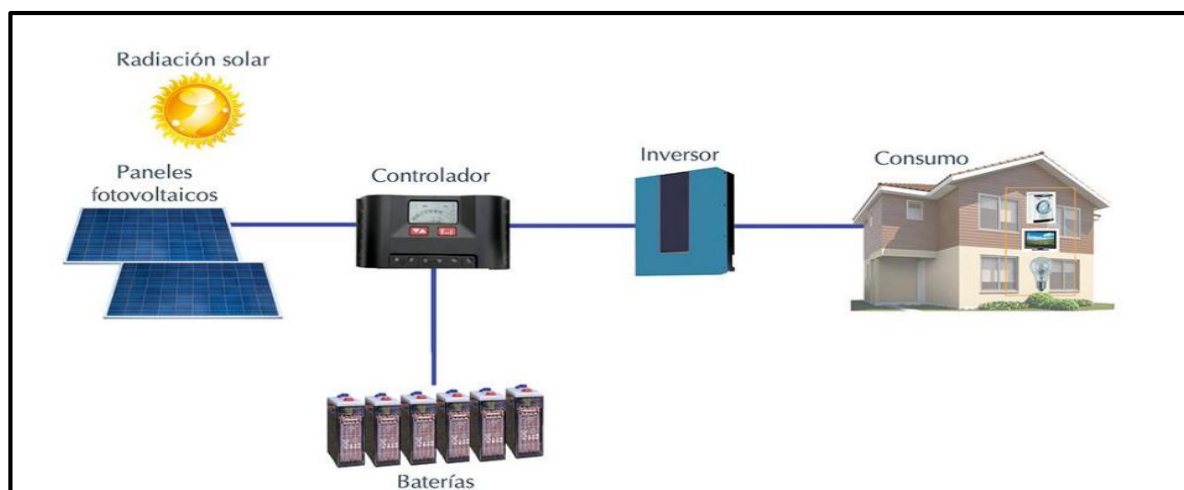 Radiación solar
Paneles
fotovoltaicos
Controlador
Inversor
Consumo
Baterías